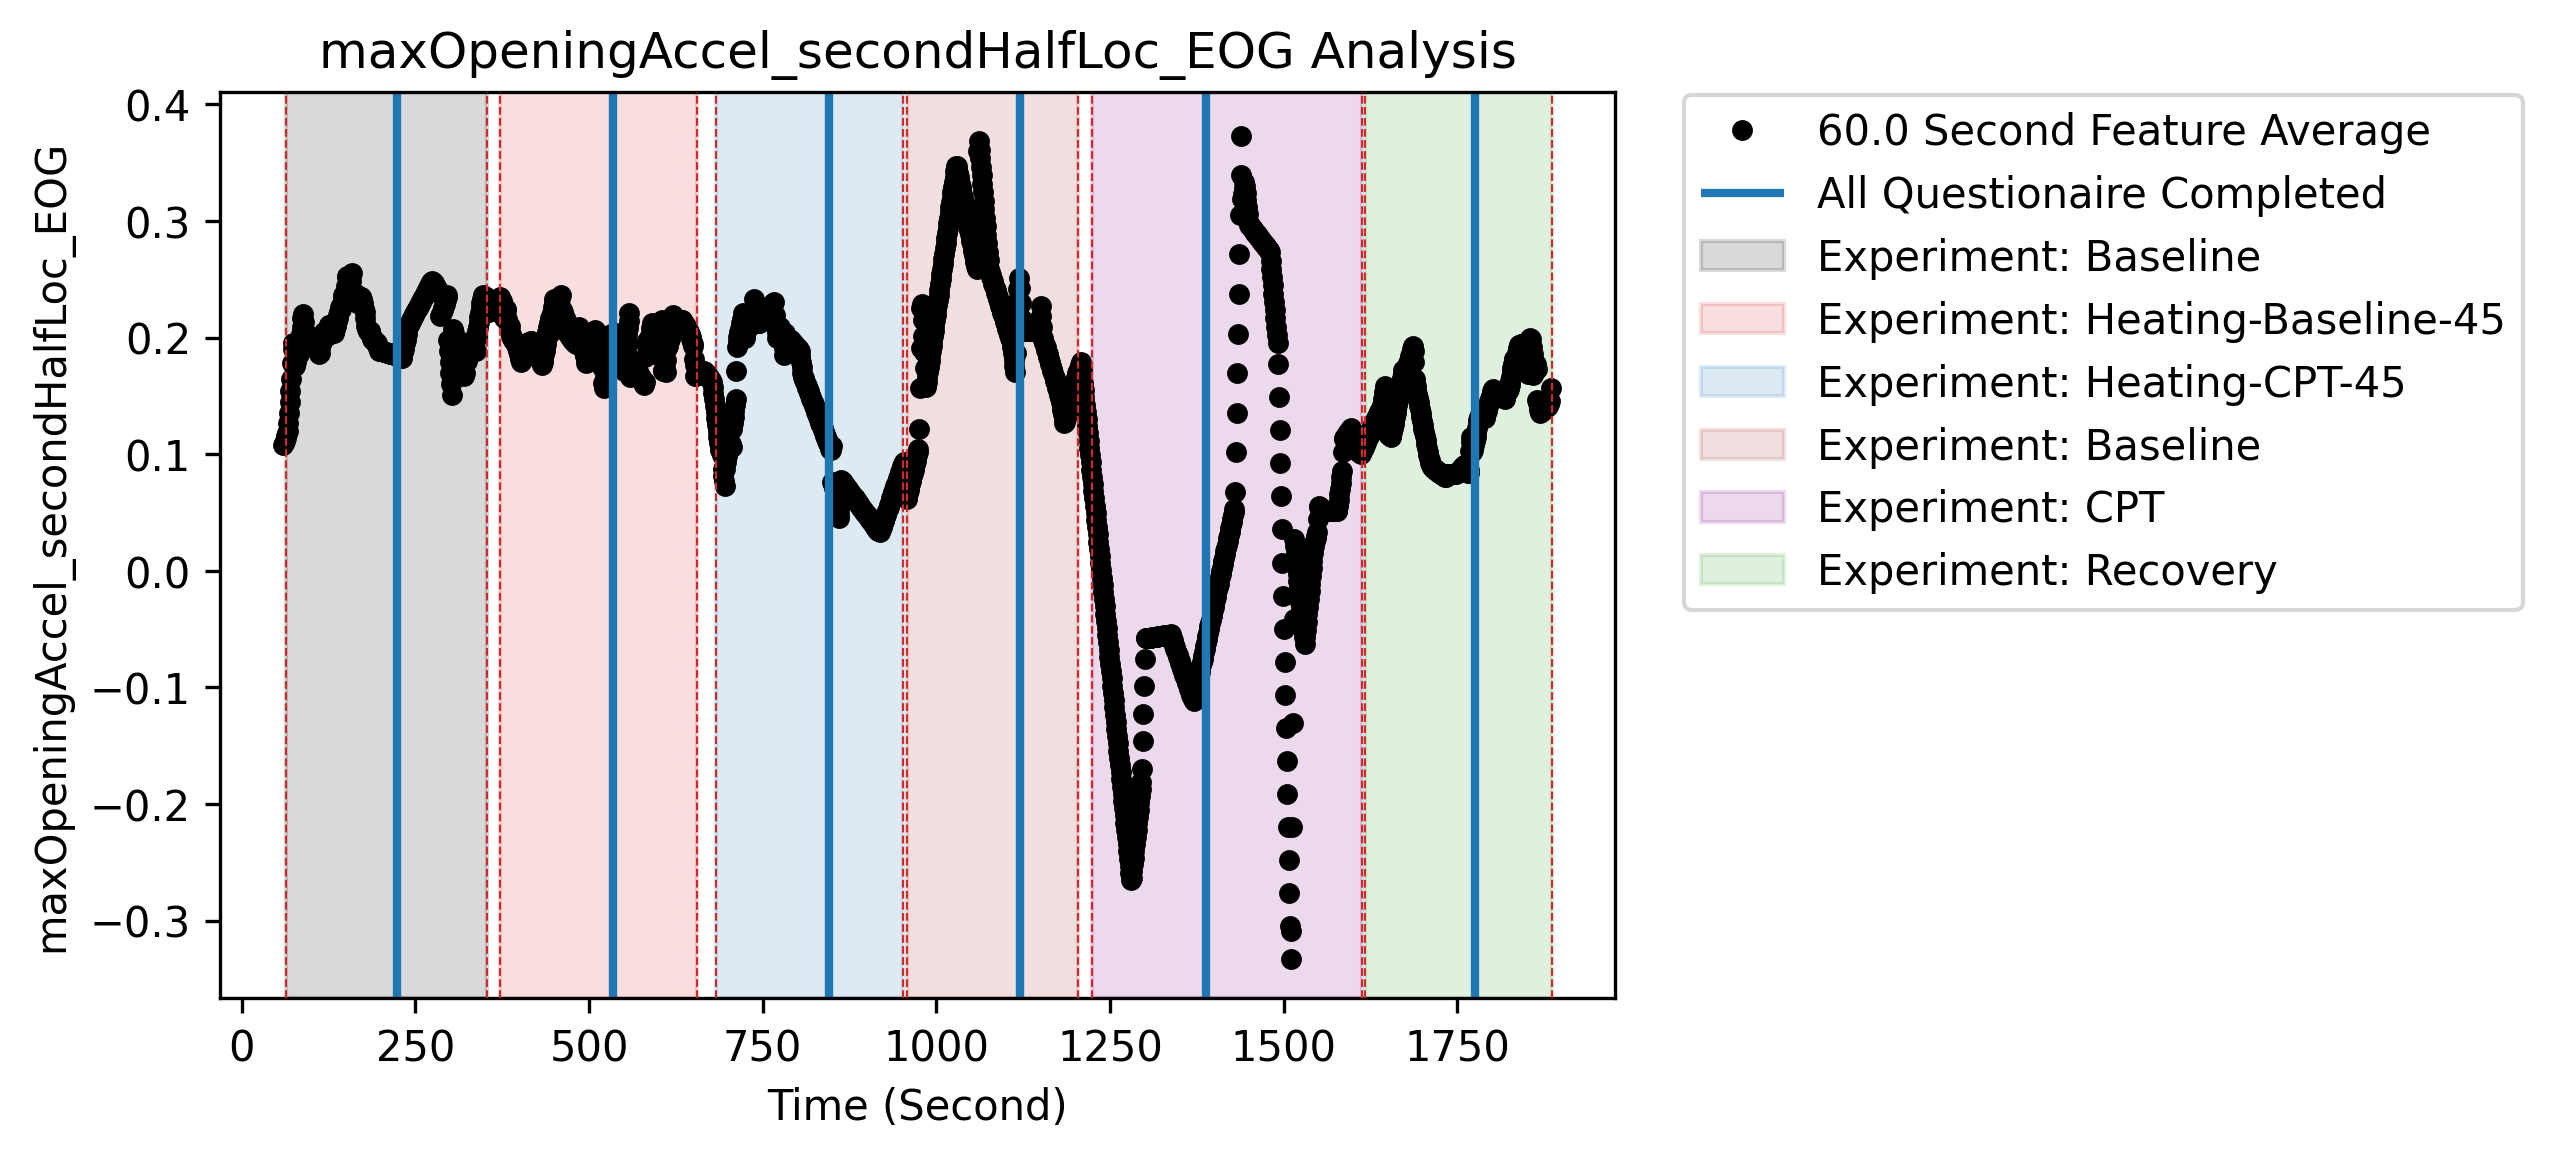 maxOpeningAccel_secondHalfLoc_EOG Analysis
maxOpeningAccel_secondHalfLoc_EOG
0.4
0.3
0.2
0.1
0.0
−0.1
−0.2
−0.3
0
250
500
750
1000
1250
1500
1750
Time (Second)
60.0 Second Feature Average
All Questionaire Completed
Experiment: Baseline
Experiment: Heating-Baseline-45
Experiment: Heating-CPT-45
Experiment: Baseline
Experiment: CPT
Experiment: Recovery